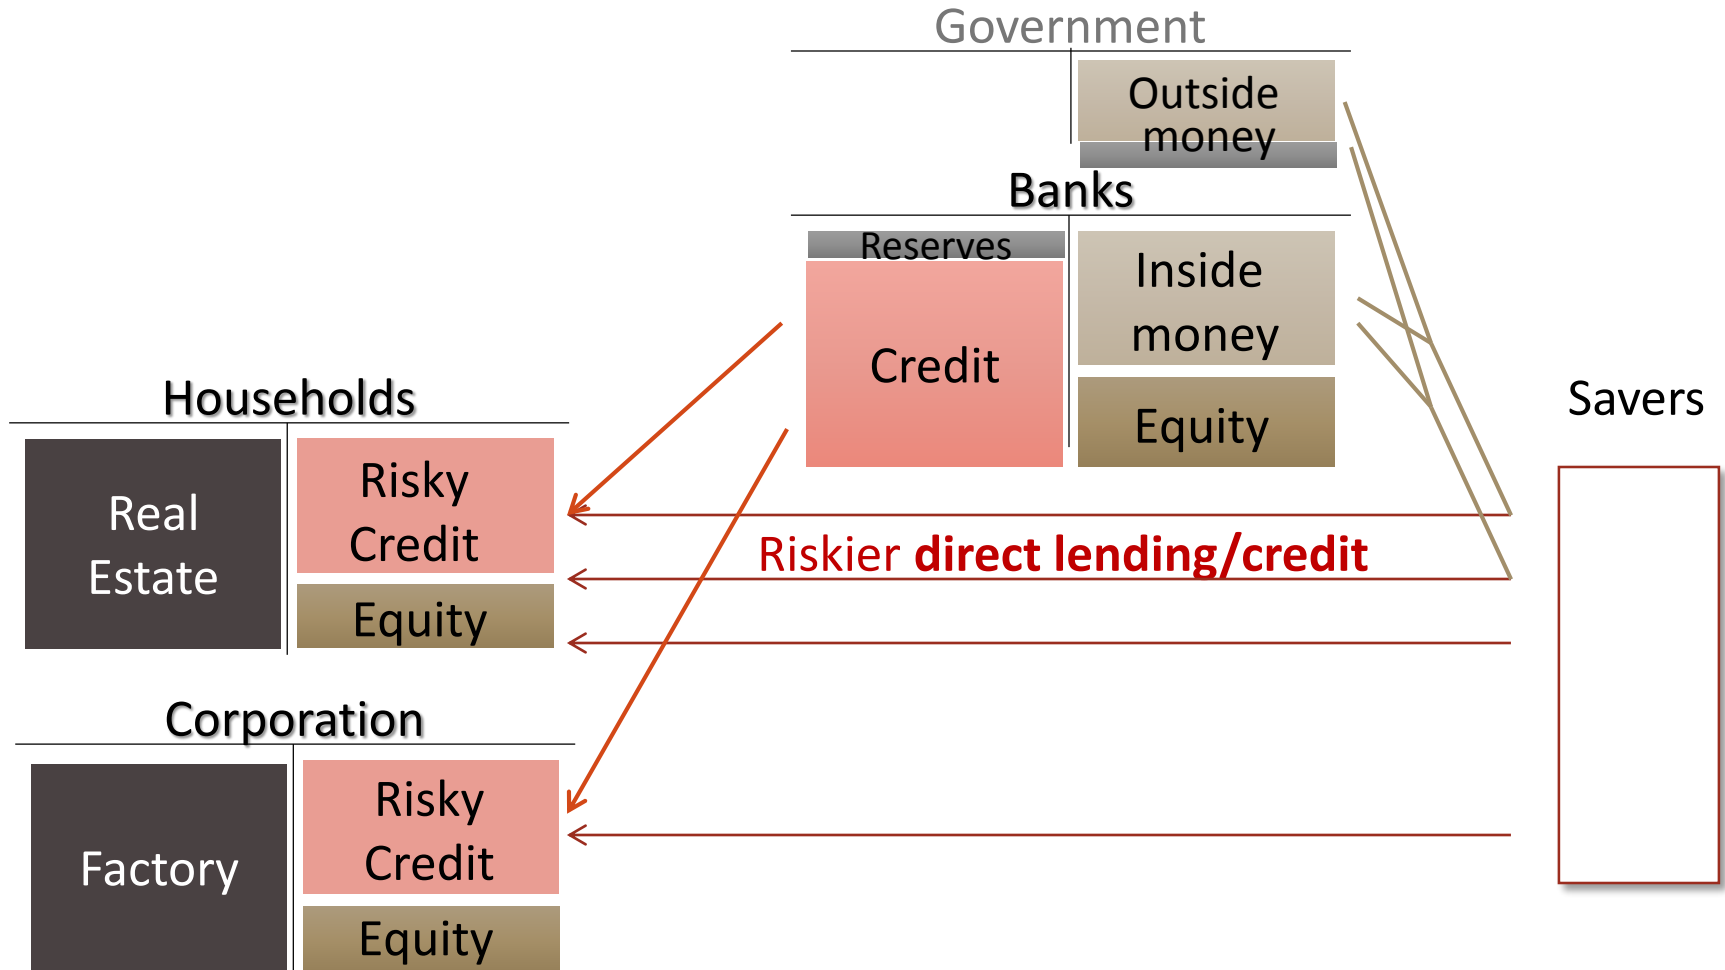 Government
Outside
money
Banks
Reserves
Inside
money
Credit
Equity
Households
Savers
Real
Estate
Risky
Credit
Equity
Riskier direct lending/credit
Corporation
Factory
Risky
Credit
Equity